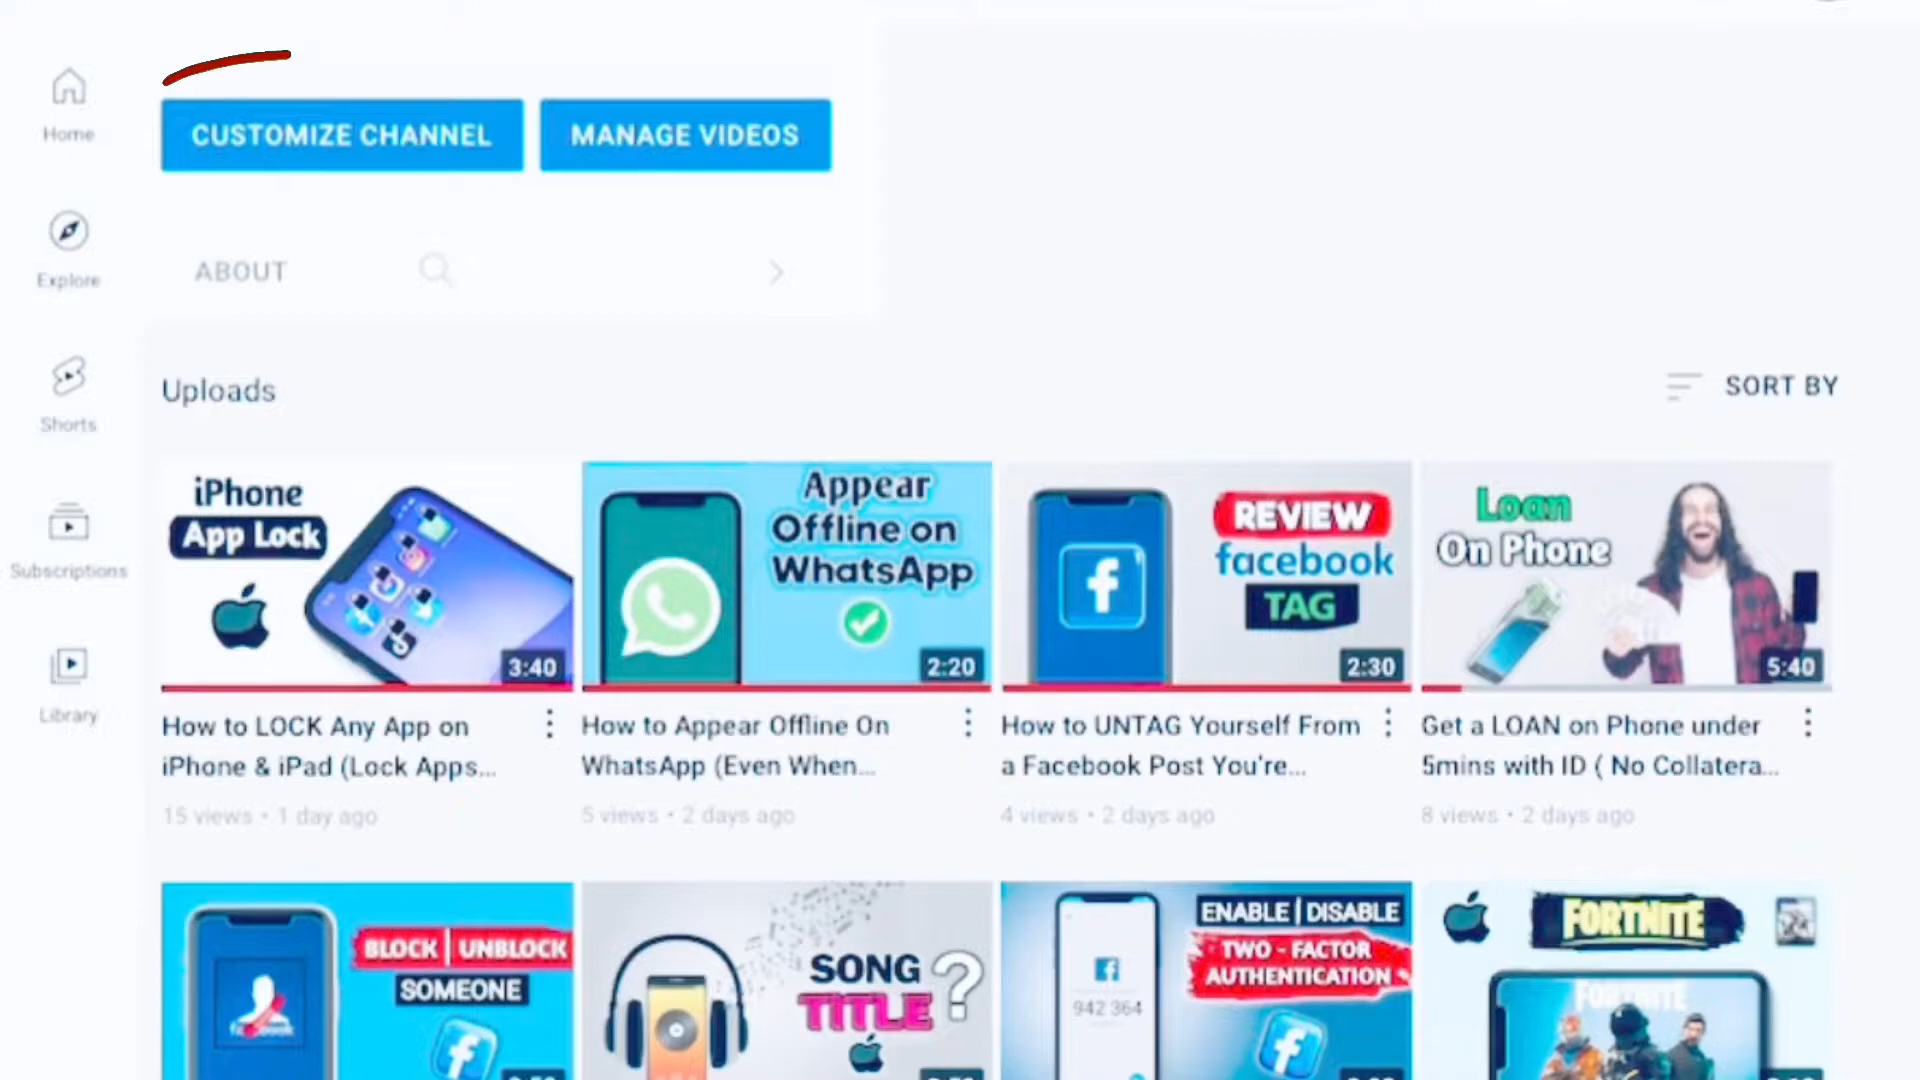 CUSTOMIZE CHANNEL
MANAGE VIDEOS
Home
Explore
Shorts
Subscriptions
Library
ABOUT
Uploads
SORT BY
iPhone
App Lock
3:40
How to LOCK Any App on
iPhone & iPad (Lock Apps...
15 views • 1 day ago
Appear
Offline on
WhatsApp
2:20
How to Appear Offline On
WhatsApp (Even When...
5 views • 2 days ago
REVIEW
facebook
TAG
2:30
How to UNTAG Yourself From
a Facebook Post You're...
4 views • 2 days ago
Loan
On Phone
5:40
Get a LOAN on Phone under
5mins with ID ( No Collatera...
8 views • 2 days ago
BLOCK | UNBLOCK
SOMEONE
SONG
TITLE ?
ENABLE | DISABLE
TWO - FACTOR
AUTHENTICATION
942 364
FORTNITE
FORTNITE